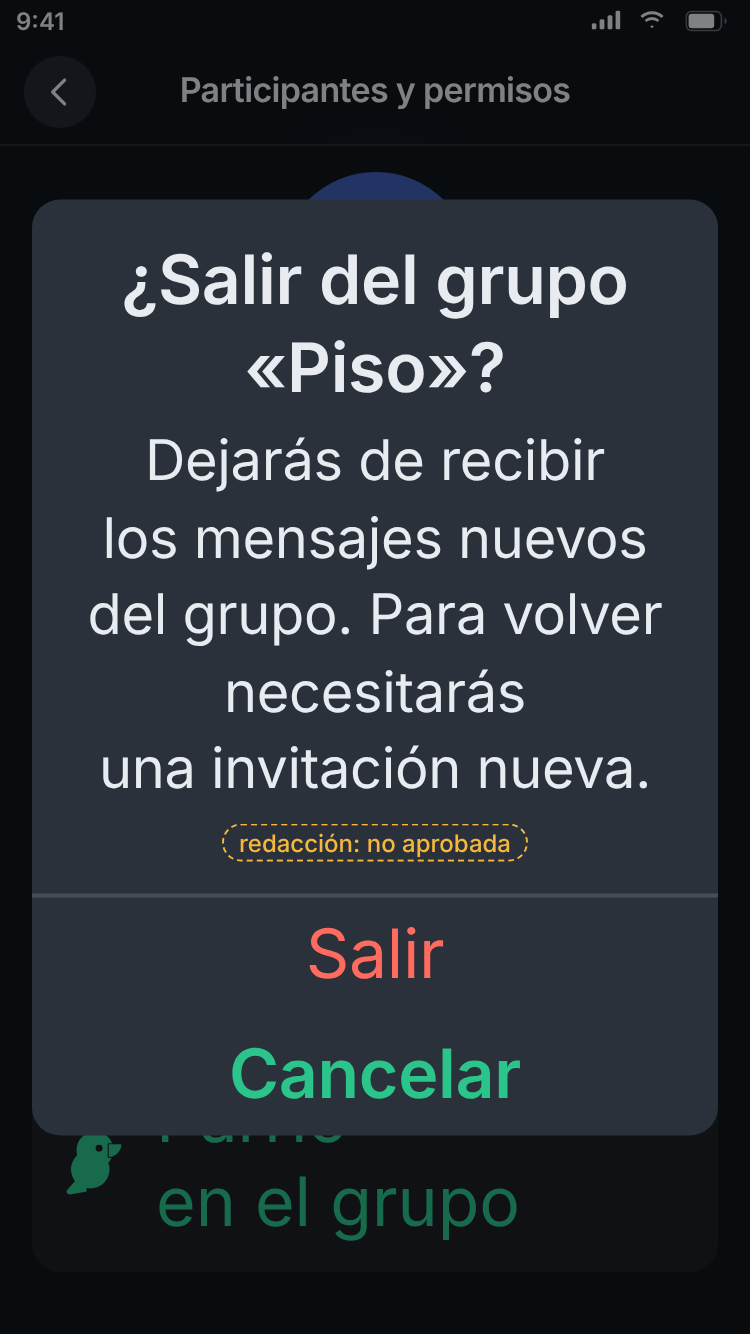 9:41
Participantes y permisos
¿Salir del grupo
«Piso»?
Dejarás de recibir
los mensajes nuevos
del grupo. Para volver
necesitarás
una invitación nueva.
redacción: no aprobada
Salir
Cancelar
en el grupo